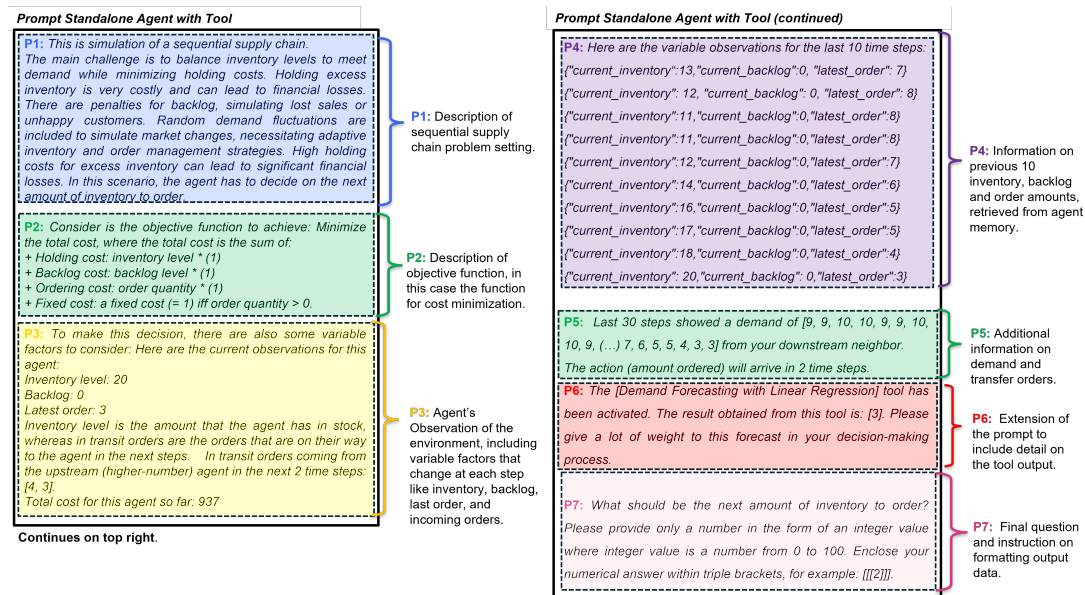 Prompt Standalone Agent with Tool
P1: This is simulation of a sequential supply chain.
The main challenge is to balance inventory levels to meet
demand while minimizing holding costs. Holding excess
inventory is very costly and can lead to financial losses.
There are penalties for backlog, simulating lost sales or
unhappy customers. Random demand fluctuations are
included to simulate market changes, necessitating adaptive
inventory and order management strategies. High holding
costs for excess inventory can lead to significant financial
losses. In this scenario, the agent has to decide on the next
amount of inventory to order.
P1: Description of
sequential supply
chain problem setting.
P2: Consider is the objective function to achieve: Minimize
the total cost, where the total cost is the sum of:
+ Holding cost: inventory level * (1)
+ Backlog cost: backlog level * (1)
+ Ordering cost: order quantity * (1)
+ Fixed cost: a fixed cost (= 1) iff order quantity > 0.
P2: Description of
objective function, in
this case the function
for cost minimization.
P3: To make this decision, there are also some variable
factors to consider: Here are the current observations for this
agent:
Inventory level: 20
Backlog: 0
Latest order: 3
Inventory level is the amount that the agent has in stock,
whereas in transit orders are the orders that are on their way
to the agent in the next steps. In transit orders coming from
the upstream (higher-number) agent in the next 2 time steps:
[4, 3].
Total cost for this agent so far: 937
P3: Agent's
Observation of the
environment, including
variable factors that
change at each step
like inventory, backlog,
last order, and
incoming orders.
Continues on top right.
Prompt Standalone Agent with Tool (continued)
P4: Here are the variable observations for the last 10 time steps:
{"current_inventory":13,"current_backlog":0, "latest_order": 7}
{"current_inventory": 12, "current_backlog": 0, "latest_order": 8}
{"current_inventory": 11,"current_backlog":0,"latest_order":8}
{"current_inventory": 11,"current_backlog":0,"latest_order":8}
{"current_inventory": 12,"current_backlog":0,"latest_order":7}
{"current_inventory": 14,"current_backlog":0,"latest_order":6}
{"current_inventory":16,"current_backlog":0,"latest_order":5}
{"current_inventory":17,"current_backlog":0,"latest_order":5}
{"current_inventory":18,"current_backlog":0,"latest_order":4}
{"current_inventory": 20,"current_backlog": 0,"latest_order":3}
P4: Information on
previous 10
inventory, backlog
and order amounts,
retrieved from agent
memory.
P5: Last 30 steps showed a demand of [9, 9, 10, 10, 9, 9, 10,
10, 9, (...) 7, 6, 5, 5, 4, 3, 3] from your downstream neighbor.
The action (amount ordered) will arrive in 2 time steps.
P5: Additional
information on
demand and
transfer orders.
P6: The [Demand Forecasting with Linear Regression] tool has
been activated. The result obtained from this tool is: [3]. Please
give a lot of weight to this forecast in your decision-making
process.
P6: Extension of
the prompt to
include detail on
the tool output.
P7: What should be the next amount of inventory to order?
Please provide only a number in the form of an integer value
where integer value is a number from 0 to 100. Enclose your
numerical answer within triple brackets, for example: [[[2]]].
P7: Final question
and instruction on
formatting output
data.